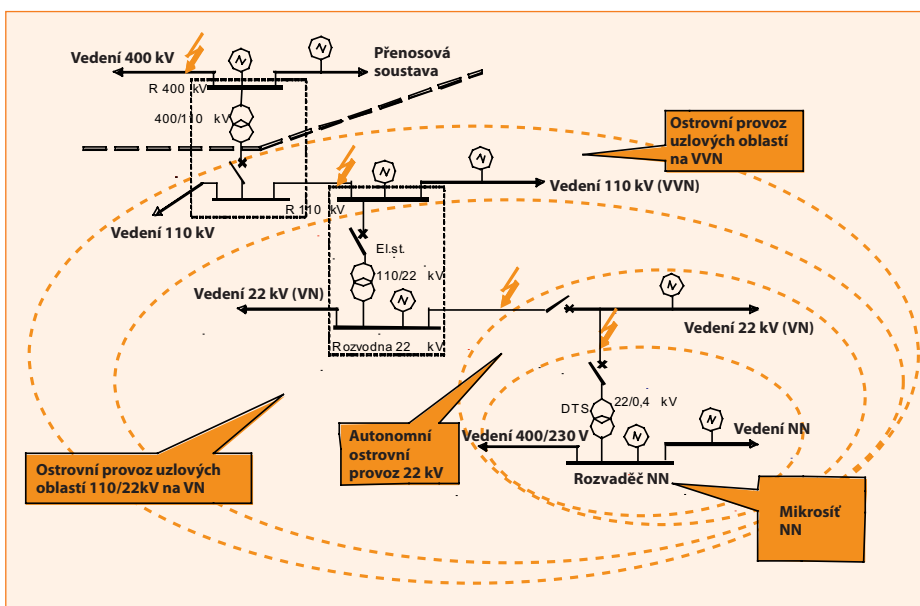 Vedení 400 kV
N
N
Přenosová
soustava
R 400 kV
400/110 kV
Ostrovní provoz
uzlových oblastí
na VVN
N
N
Vedení 110 kV (VVN)
R 110 kV
Vedení 110 kV
El.st.
110/22 kV
Vedení 22 kV (VN)
N
N
Vedení 22 kV (VN)
Rozvodna 22 kV
22/0,4 kV
DTS
N
N
Vedení NN
Vedení 400/230 V
Rozvaděč NN
Autonomní
ostrovní
provoz 22 kV
Ostrovní provoz uzlových
oblastí 110/22kV na VN
Mikrosíť
NN